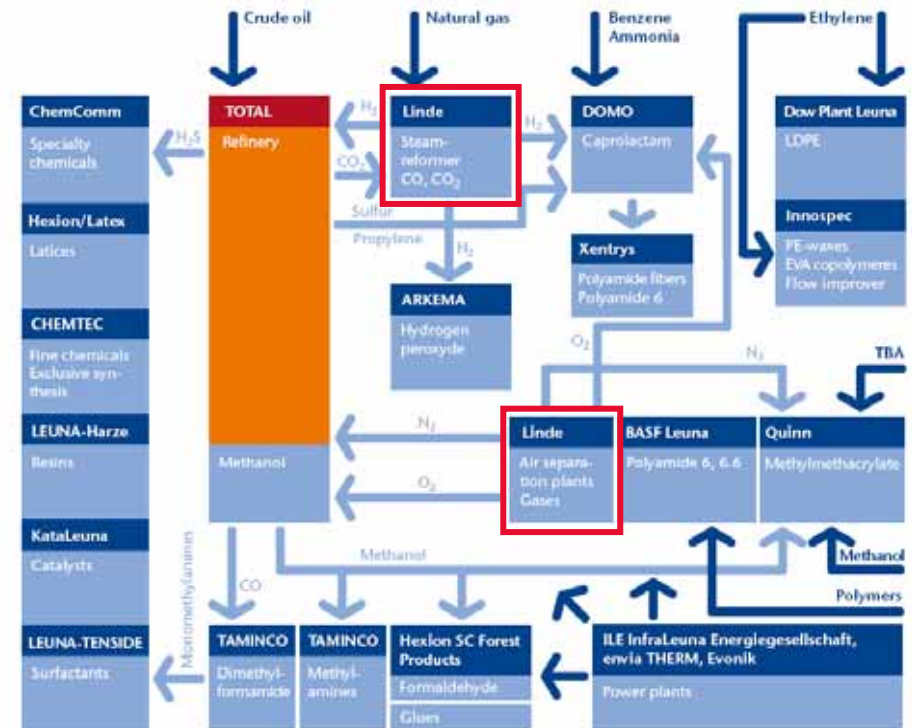 Crude oil
Natural gas
Benzene
Ammonia
Ethylene
ChemComm
Specialty
chemicals
H₂S
TOTAL
Refinery
H₂
CO₂
Linde
Steam-
reformer
CO, CO₂
H₂
DOMO
Caprolactam
Dow Plant Leuna
LDPE
Hexion/Latex
Latices
Sulfur
Propylene
H₂
Xentrys
Polyamide fibers
Polyamide 6
Innospec
PE-waxes
EVA copolymeres
Flow improver
CHEMTEC
Fine chemicals
Exclusive syn-
thesis
ARKEMA
Hydrogen
peroxyde
O₂
N₂
TBA
LEUNA-Harze
Resins
Methanol
N₂
O₂
Linde
Air separa-
tion plants
Gases
BASF Leuna
Polyamide 6, 6.6
Quinn
Methylmethacrylate
KataLeuna
Catalysts
Monomethylamines
CO
Methanol
Methanol
Polymers
LEUNA-TENSIDE
Surfactants
TAMINCO
Dimethyl-
formamide
TAMINCO
Methyl-
amines
Hexion SC Forest
Products
Formaldehyde
Glues
ILE InfraLeuna Energiegesellschaft,
envia THERM, Evonik
Power plants